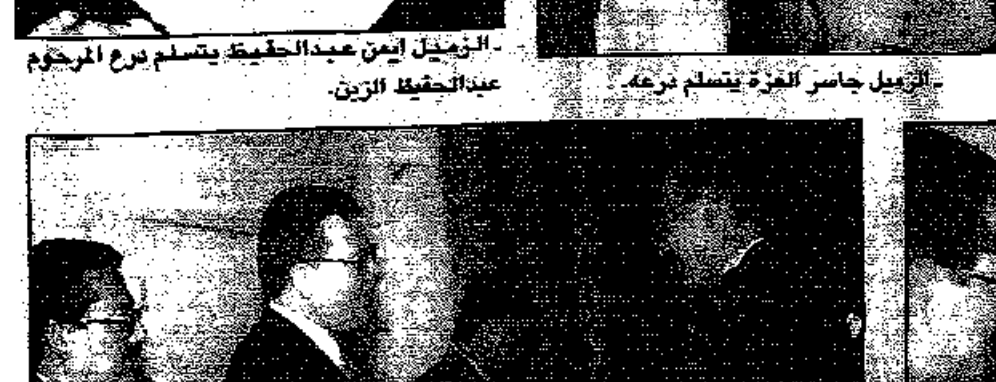 ـ الزميل جاسر العزة يتسلم درعه.
ـ الزميل ايمن عبدالحفيظ يتسلم درع المرحوم
عبدالحفيظ الزين.